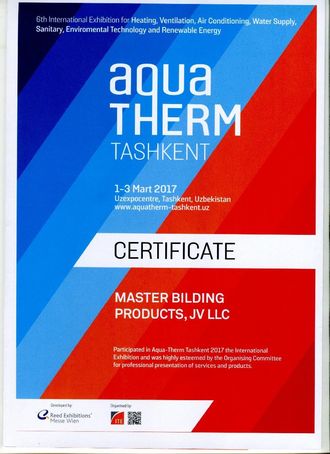 6th International Exhibition for Heating, Ventilation, Air Conditioning, Water Supply,
Sanitary, Enviromental Technology and Renewable Energy
aqua
THERM
TASHKENT
1–3 Mart 2017
Uzexpocentre, Tashkent, Uzbekistan
www.aquatherm-tashkent.uz
CERTIFICATE
MASTER BILDING
PRODUCTS, JV LLC
Participated in Aqua-Therm Tashkent 2017 the International
Exhibition and was highly esteemed by the Organising Committee
for professional presentation of services and products.
Developed by:
Organised by:
Reed Exhibitions®
Messe Wien
ITE